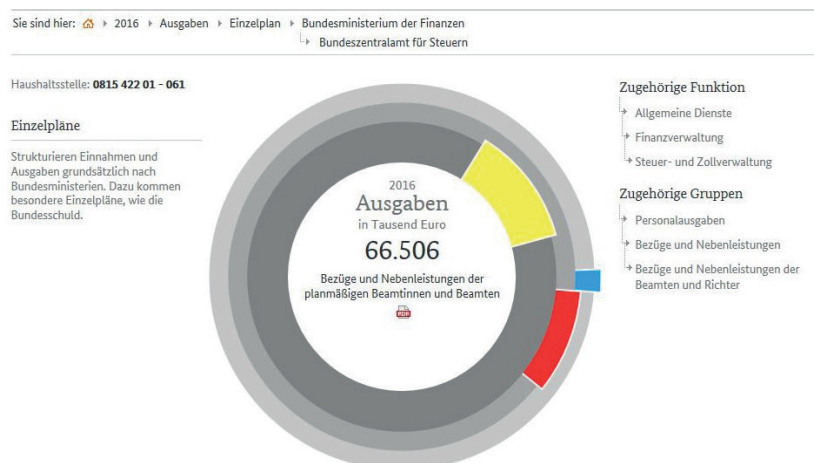 Sie sind hier: 2016 Ausgaben Einzelplan Bundesministerium der Finanzen
Bundeszentralamt für Steuern
Haushaltsstelle: 0815 422 01 - 061
Einzelpläne
Strukturieren Einnahmen und
Ausgaben grundsätzlich nach
Bundesministerien. Dazu kommen
besondere Einzelpläne, wie die
Bundesschuld.
2016
Ausgaben
in Tausend Euro
66.506
Bezüge und Nebenleistungen der
planmäßigen Beamtinnen und Beamten
PDF
Zugehörige Funktion
Allgemeine Dienste
Finanzverwaltung
Steuer- und Zollverwaltung
Zugehörige Gruppen
Personalausgaben
Bezüge und Nebenleistungen
Bezüge und Nebenleistungen der
Beamten und Richter